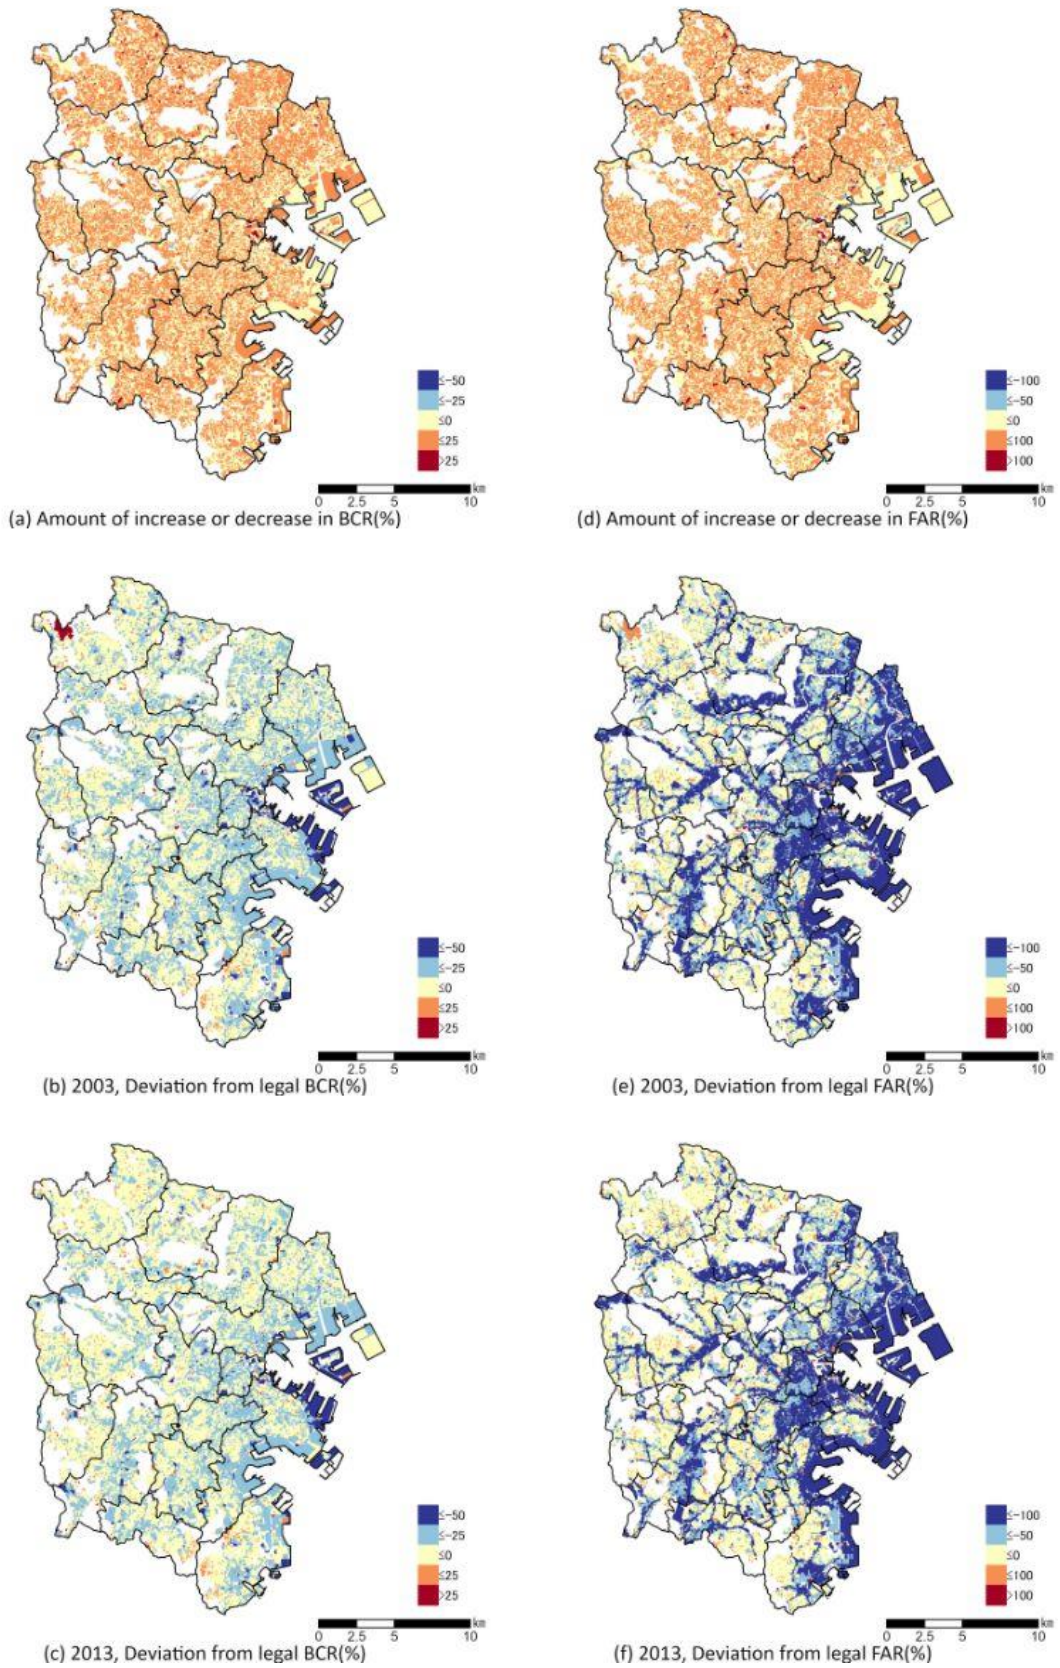 ≤-50
≤-25
≤0
≤25
>25
km
0 2.5 5 10
(a) Amount of increase or decrease in BCR(%)
≤-100
≤-50
≤0
≤100
>100
km
0 2.5 5 10
(d) Amount of increase or decrease in FAR(%)
≤-50
≤-25
≤0
≤25
>25
km
0 2.5 5 10
(b) 2003, Deviation from legal BCR(%)
≤-100
≤-50
≤0
≤100
>100
km
0 2.5 5 10
(e) 2003, Deviation from legal FAR(%)
≤-50
≤-25
≤0
≤25
>25
km
0 2.5 5 10
(c) 2013, Deviation from legal BCR(%)
≤-100
≤-50
≤0
≤100
>100
km
0 2.5 5 10
(f) 2013, Deviation from legal FAR(%)